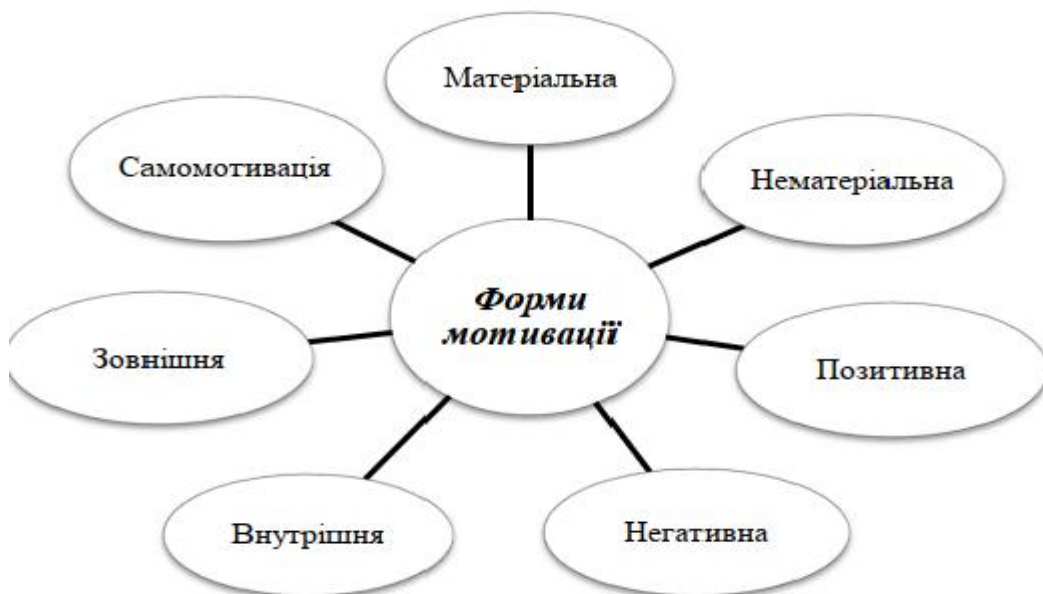 Матеріальна
Самомотивація
Нематеріальна
Форми
мотивації
Зовнішня
Позитивна
Внутрішня
Негативна